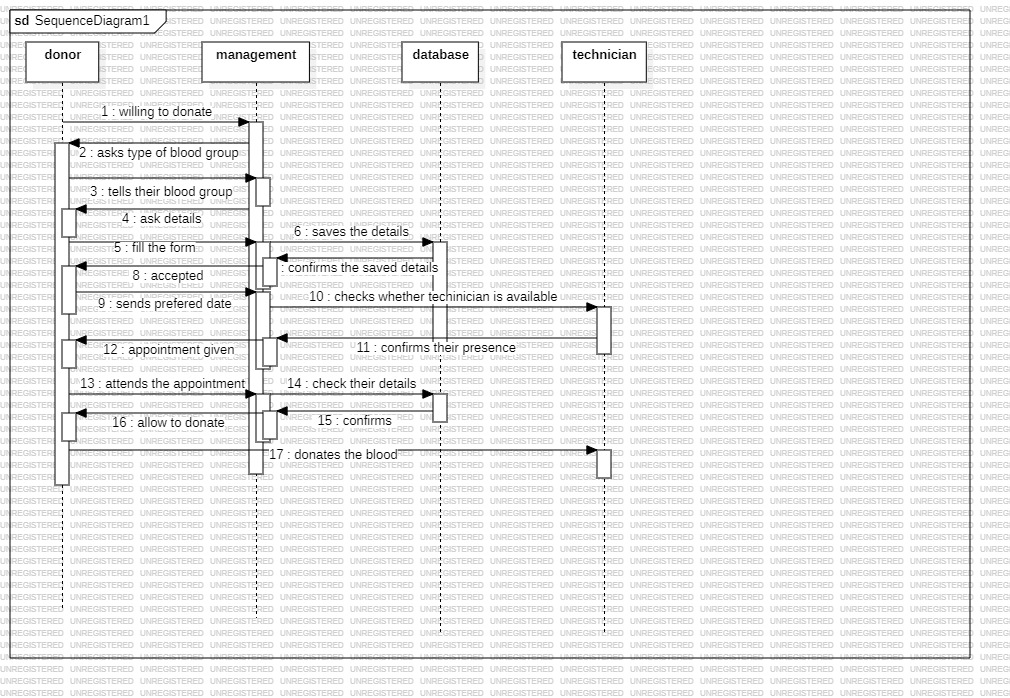 sd SequenceDiagram1
donor
management
database
technician
1 : willing to donate
2 : asks type of blood group
3 : tells their blood group
4 : ask details
5 : fill the form
6 : saves the details
: confirms the saved details
8 : accepted
9 : sends prefered date
10 : checks whether techinician is available
11 : confirms their presence
12 : appointment given
13 : attends the appointment
14 : check their details
15 : confirms
16 : allow to donate
17 : donates the blood
UNREGISTERED